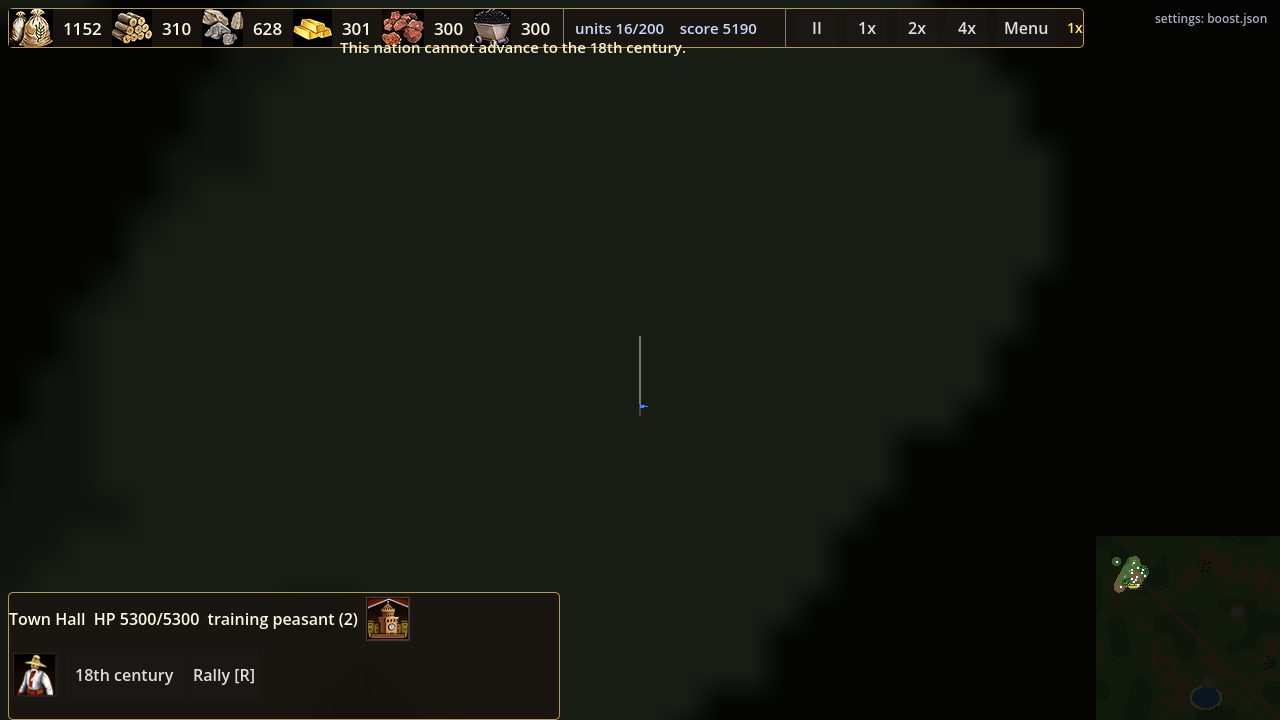 1152 310 628 301 300 300 units 16/200 score 5190 II 1x 2x 4x Menu 1x
settings: boost.json
This nation cannot advance to the 18th century.
Town Hall HP 5300/5300 training peasant (2)
18th century Rally [R]